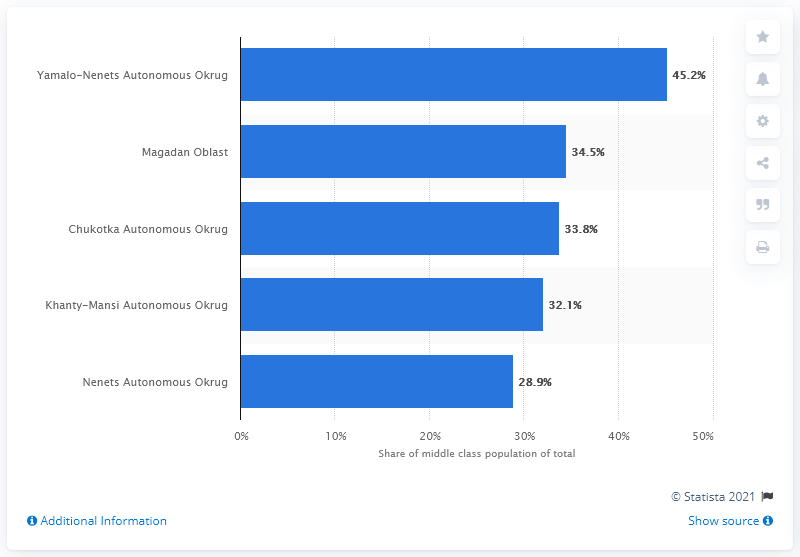 Yamalo-Nenets Autonomous Okrug
45.2%
Magadan Oblast
34.5%
Chukotka Autonomous Okrug
33.8%
Khanty-Mansi Autonomous Okrug
32.1%
Nenets Autonomous Okrug
28.9%
0%
10%
20%
30%
40%
50%
Share of middle class population of total
© Statista 2021
Additional Information
Show source